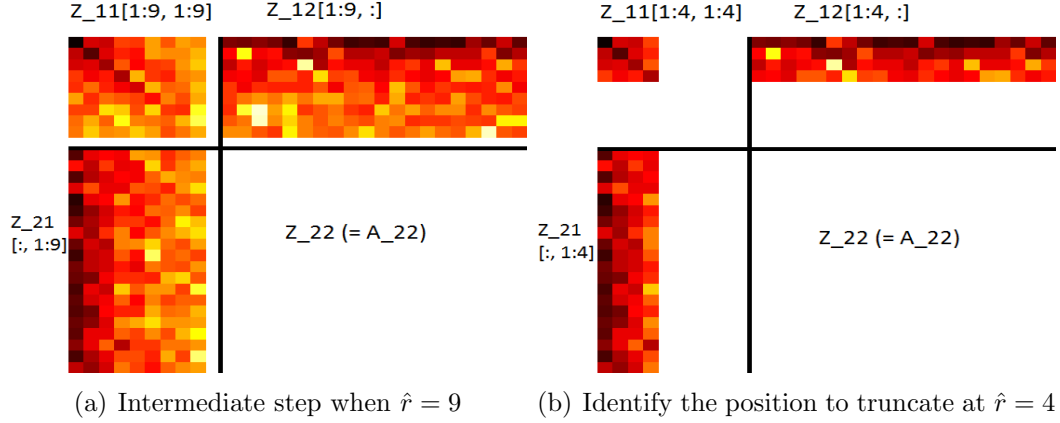 Z_11[1:9, 1:9] Z_12[1:9, :]
Z_21
[:, 1:9]
Z_22 (= A_22)
(a) Intermediate step when r̂ = 9
Z_11[1:4, 1:4] Z_12[1:4, :]
Z_21
[:, 1:4]
Z_22 (= A_22)
(b) Identify the position to truncate at r̂ = 4